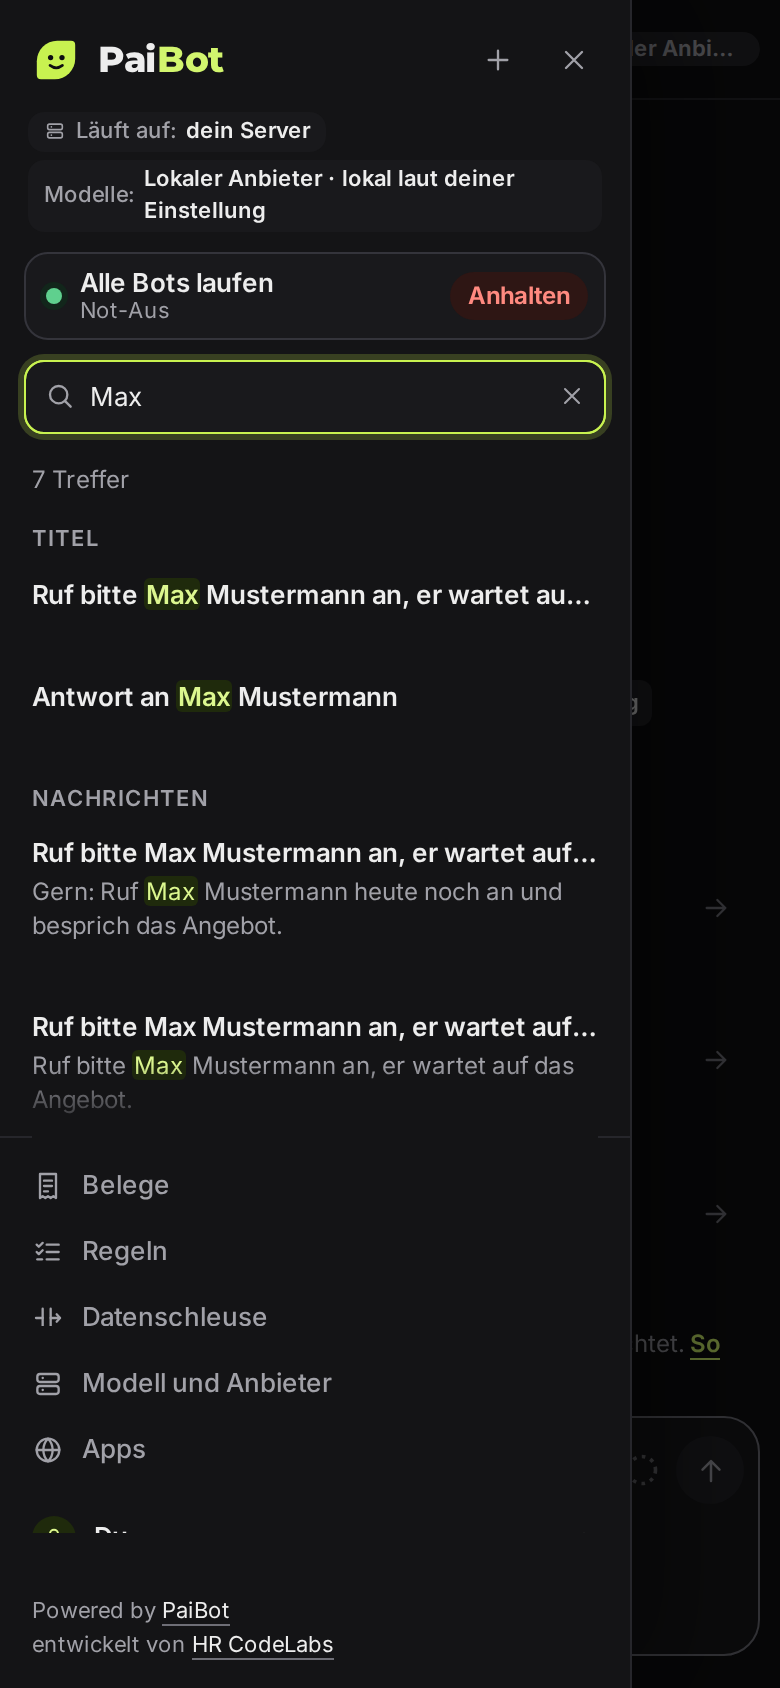 PaiBot
er Anbi…
Läuft auf: dein Server
Modelle: Lokaler Anbieter · lokal laut deiner
Einstellung
Alle Bots laufen
Not-Aus
Anhalten
Max
7 Treffer
TITEL
Ruf bitte Max Mustermann an, er wartet au…
Antwort an Max Mustermann
NACHRICHTEN
Ruf bitte Max Mustermann an, er wartet auf…
Gern: Ruf Max Mustermann heute noch an und
besprich das Angebot.
Ruf bitte Max Mustermann an, er wartet auf…
Ruf bitte Max Mustermann an, er wartet auf das
Angebot.
Belege
Regeln
Datenschleuse
htet. So
Modell und Anbieter
Apps
Powered by PaiBot
entwickelt von HR CodeLabs